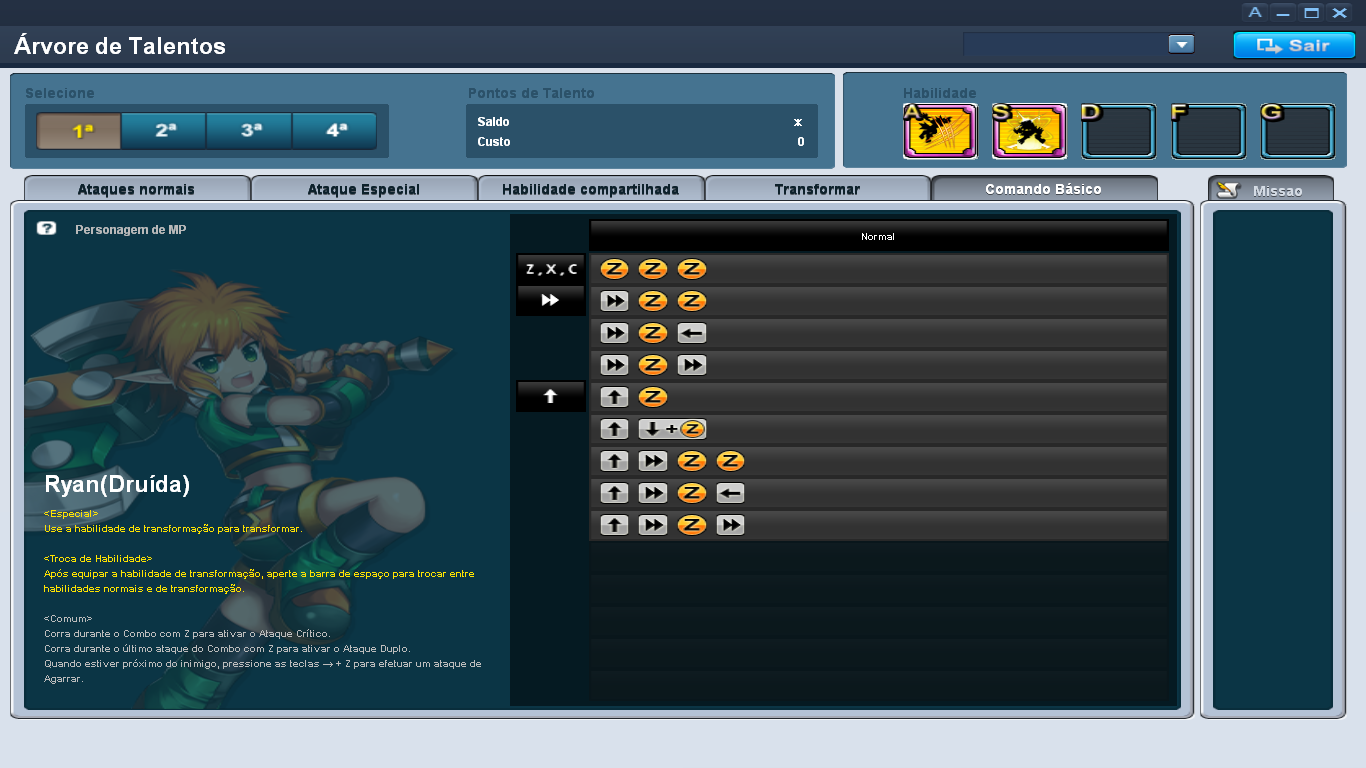 A
Árvore de Talentos
Sair
Selecione
1ª 2ª 3ª 4ª
Pontos de Talento
Saldo x
Custo 0
Habilidade
A S D F G
Ataques normais
Ataque Especial
Habilidade compartilhada
Transformar
Comando Básico
Missao
? Personagem de MP
Normal
Z , X , C
Z Z Z
Z Z
Z ←
Z
↑
↑ Z
↑ ↓ + Z
↑ Z Z
↑ Z ←
↑ Z
Ryan(Druída)
<Especial>
Use a habilidade de transformação para transformar.
<Troca de Habilidade>
Após equipar a habilidade de transformação, aperte a barra de espaço para trocar entre
habilidades normais e de transformação.
<Comum>
Corra durante o Combo com Z para ativar o Ataque Crítico.
Corra durante o último ataque do Combo com Z para ativar o Ataque Duplo.
Quando estiver próximo do inimigo, pressione as teclas → + Z para efetuar um ataque de
Agarrar.